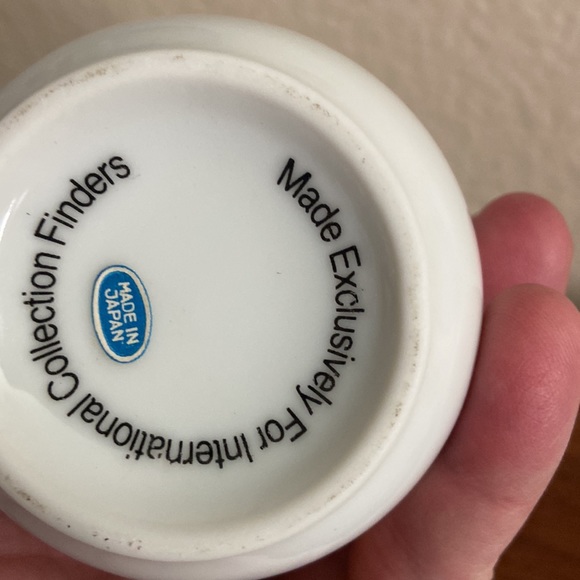 Made Exclusively For International Collection Finders
MADE IN
JAPAN